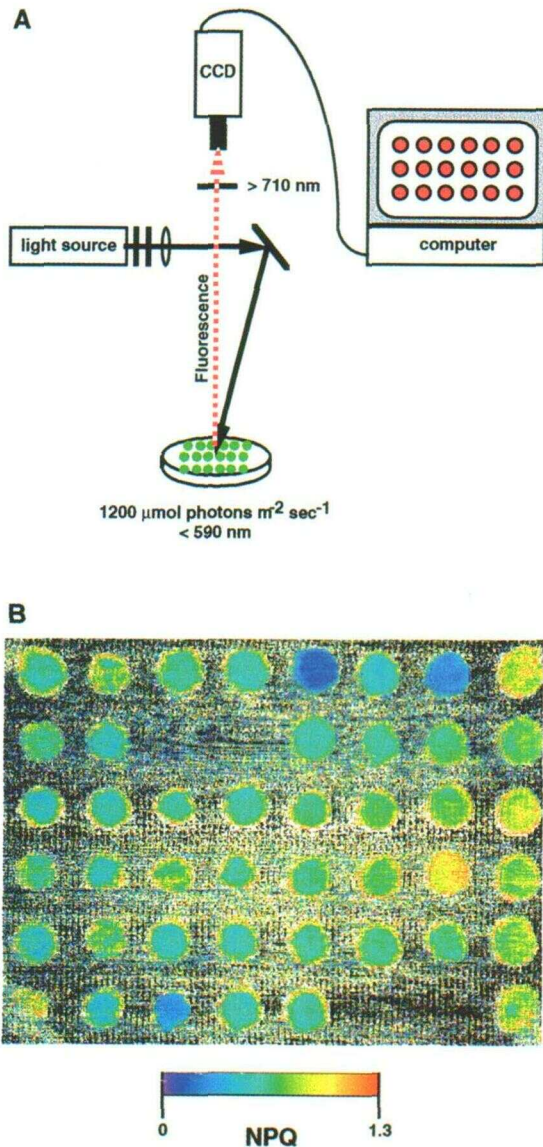 A
CCD
> 710 nm
light source
computer
Fluorescence
1200 μmol photons m⁻² sec⁻¹
< 590 nm
B
0
1.3
NPQ